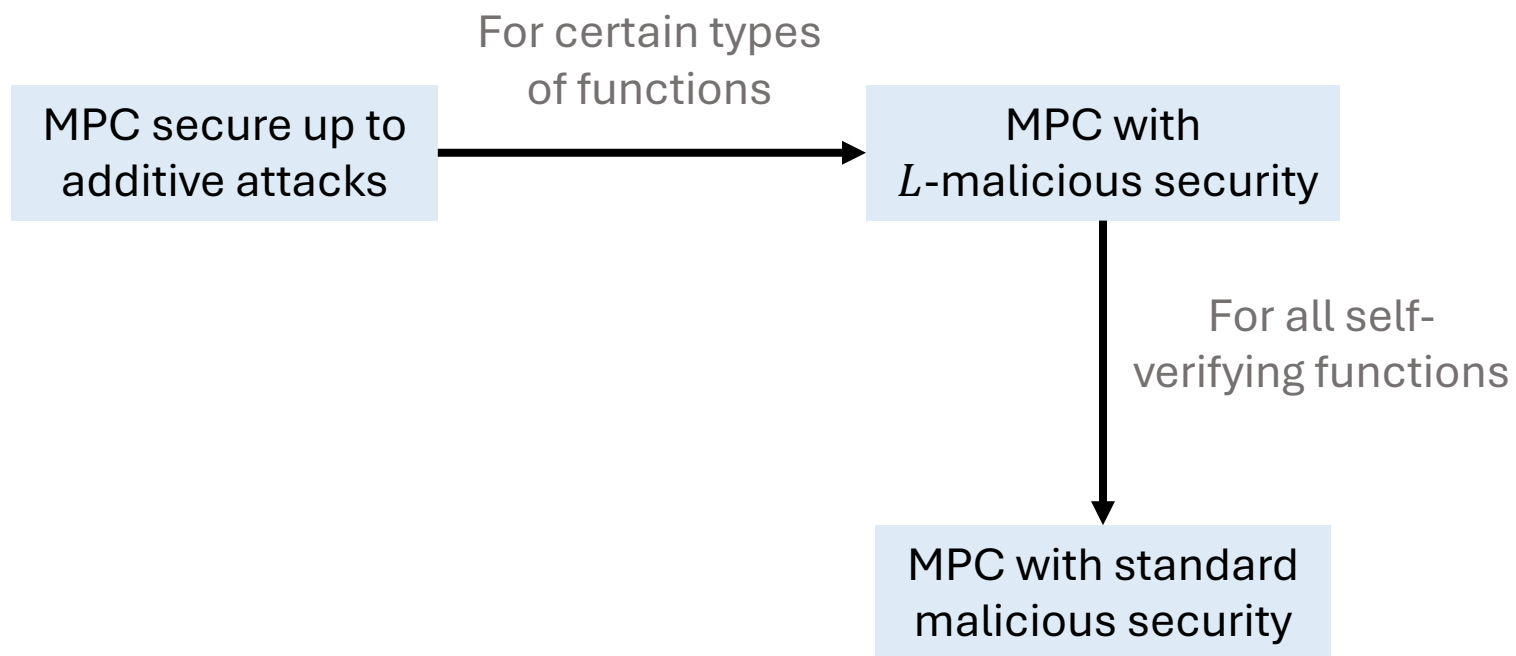 For certain types
of functions
MPC secure up to
additive attacks
MPC with
L-malicious security
For all self-
verifying functions
MPC with standard
malicious security